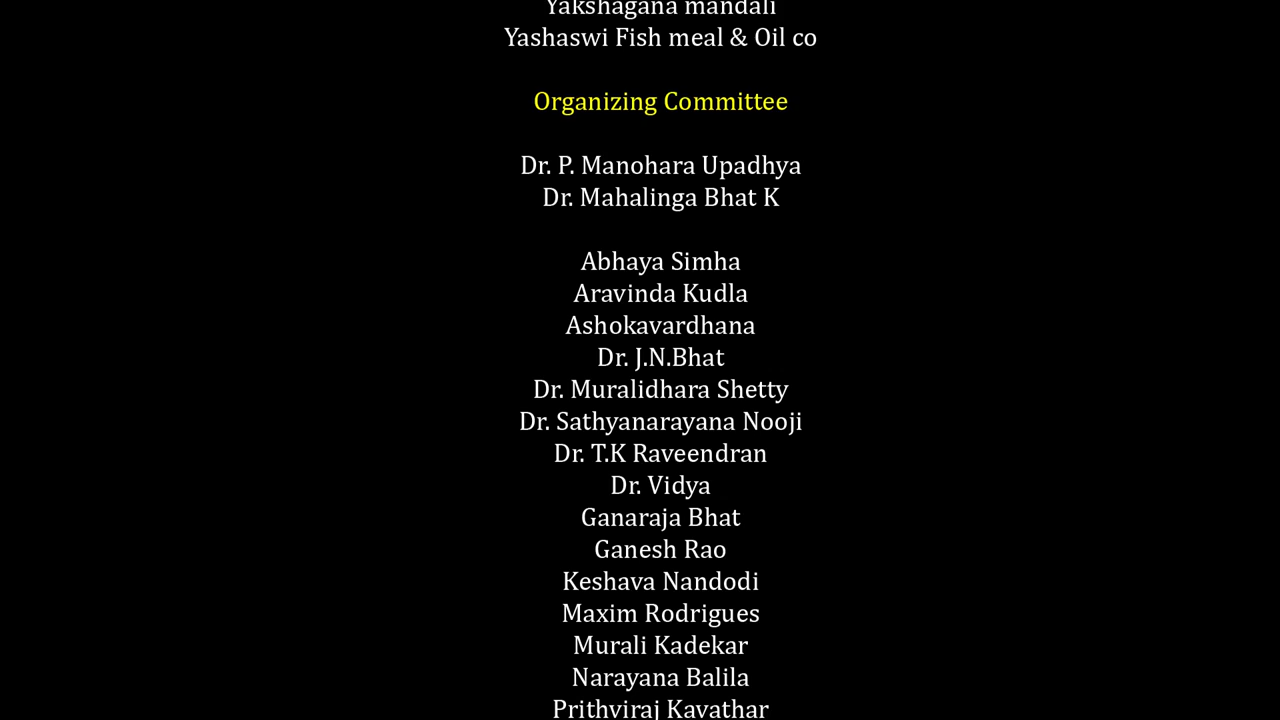 Yakshagana mandali
Yashaswi Fish meal & Oil co
Organizing Committee
Dr. P. Manohara Upadhya
Dr. Mahalinga Bhat K
Abhaya Simha
Aravinda Kudla
Ashokavardhana
Dr. J.N.Bhat
Dr. Muralidhara Shetty
Dr. Sathyanarayana Nooji
Dr. T.K Raveendran
Dr. Vidya
Ganaraja Bhat
Ganesh Rao
Keshava Nandodi
Maxim Rodrigues
Murali Kadekar
Narayana Balila
Prithviraj Kavathar